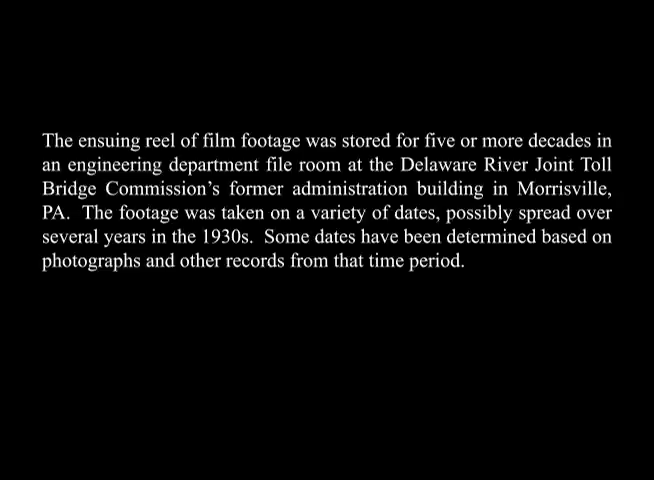 The ensuing reel of film footage was stored for five or more decades in
an engineering department file room at the Delaware River Joint Toll
Bridge Commission’s former administration building in Morrisville,
PA.  The footage was taken on a variety of dates, possibly spread over
several years in the 1930s.  Some dates have been determined based on
photographs and other records from that time period.